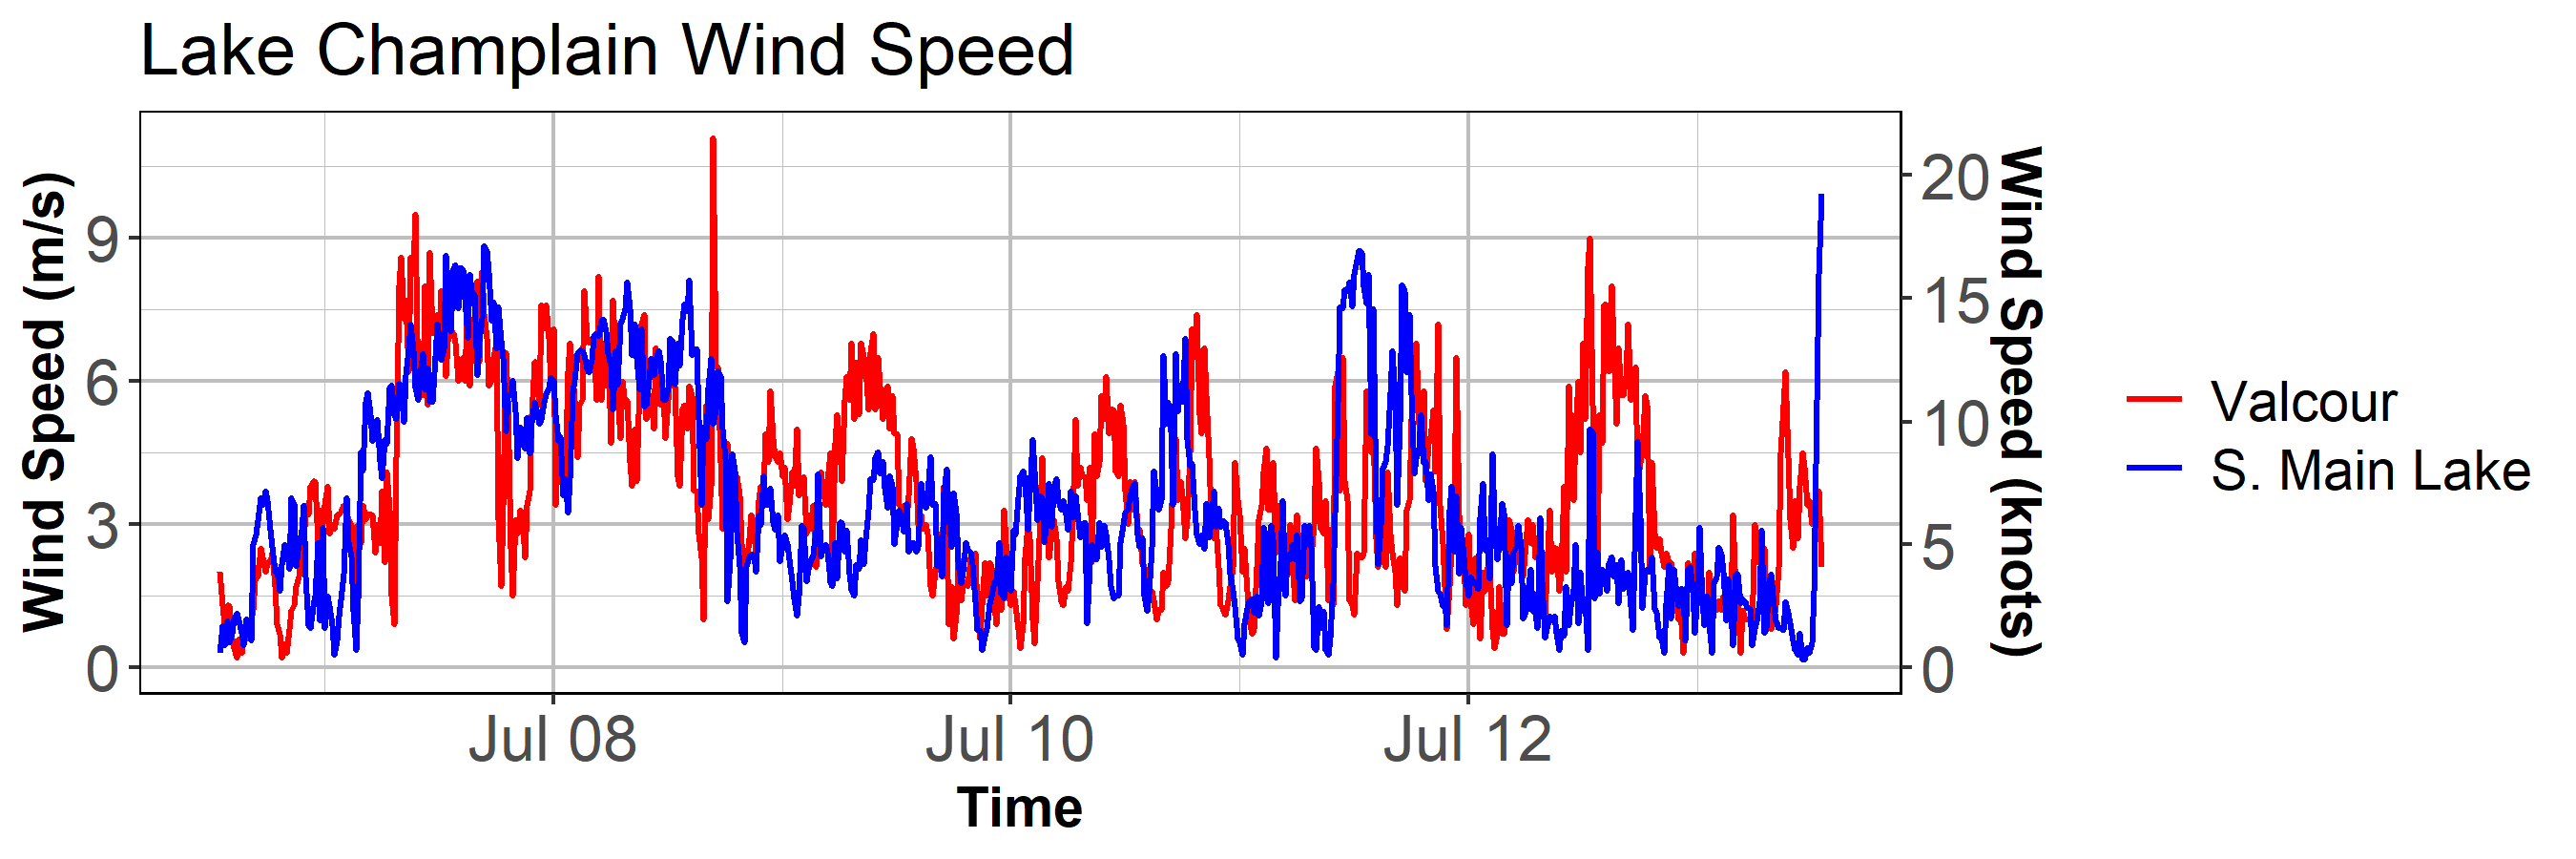 Lake Champlain Wind Speed
Wind Speed (m/s)
9
6
3
0
20
15
10
5
0
Wind Speed (knots)
Jul 08
Jul 10
Jul 12
Time
Valcour
S. Main Lake